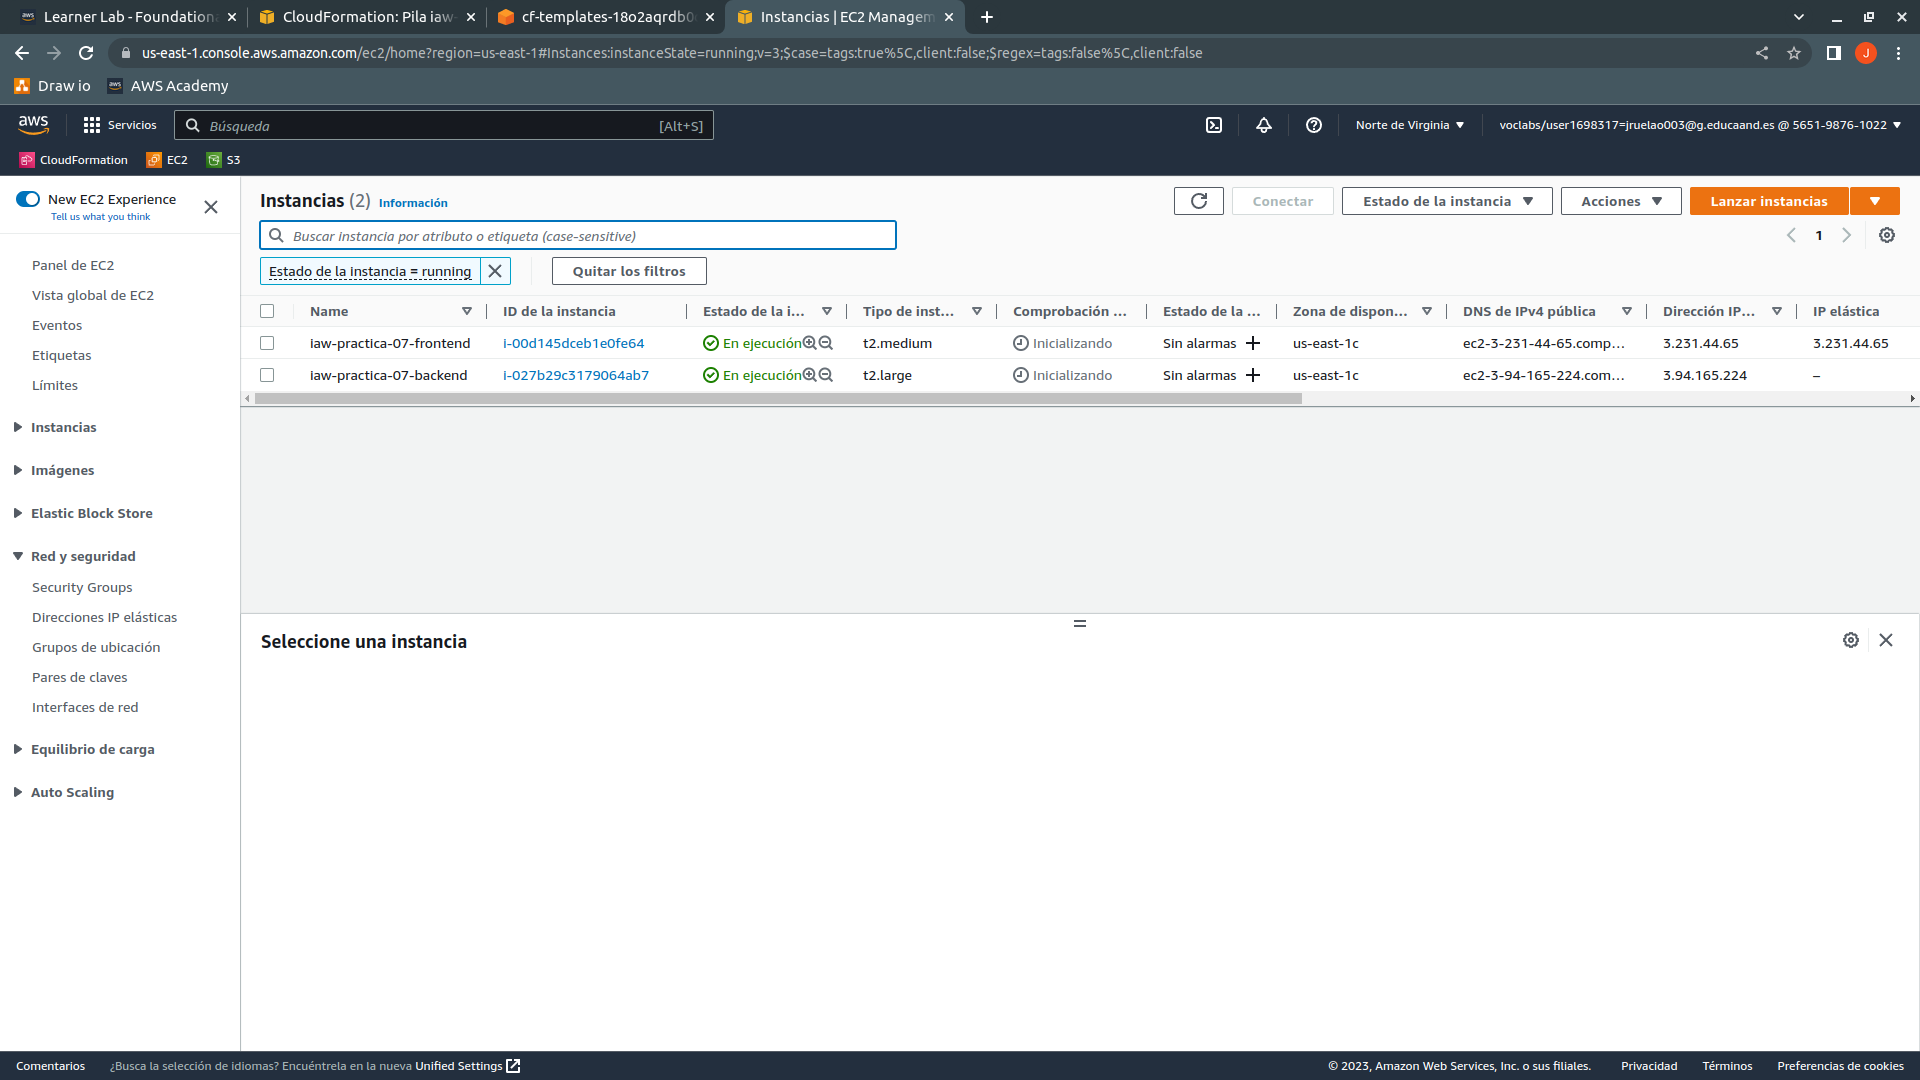 Learner Lab - Foundation
CloudFormation: Pila iaw-
cf-templates-18o2aqrdb0
Instancias | EC2 Managem
us-east-1.console.aws.amazon.com/ec2/home?region=us-east-1#Instances:instanceState=running;v=3;$case=tags:true%5C,client:false;$regex=tags:false%5C,client:false
J
Draw io
aws AWS Academy
aws
Servicios
Búsqueda [Alt+S]
Norte de Virginia
voclabs/user1698317=jruelao003@g.educaand.es @ 5651-9876-1022
CloudFormation
EC2
S3
New EC2 Experience
Tell us what you think
Panel de EC2
Vista global de EC2
Eventos
Etiquetas
Límites
Instancias
Imágenes
Elastic Block Store
Red y seguridad
Security Groups
Direcciones IP elásticas
Grupos de ubicación
Pares de claves
Interfaces de red
Equilibrio de carga
Auto Scaling
Instancias (2) Información
Conectar
Estado de la instancia
Acciones
Lanzar instancias
Buscar instancia por atributo o etiqueta (case-sensitive)
1
Estado de la instancia = running
Quitar los filtros
Name ID de la instancia Estado de la i... Tipo de inst... Comprobación ... Estado de la ... Zona de dispon... DNS de IPv4 pública Dirección IP... IP elástica
iaw-practica-07-frontend i-00d145dceb1e0fe64 En ejecución t2.medium Inicializando Sin alarmas us-east-1c ec2-3-231-44-65.comp... 3.231.44.65 3.231.44.65
iaw-practica-07-backend i-027b29c3179064ab7 En ejecución t2.large Inicializando Sin alarmas us-east-1c ec2-3-94-165-224.com... 3.94.165.224 –
Seleccione una instancia
Comentarios
¿Busca la selección de idiomas? Encuéntrela en la nueva Unified Settings
© 2023, Amazon Web Services, Inc. o sus filiales.
Privacidad
Términos
Preferencias de cookies